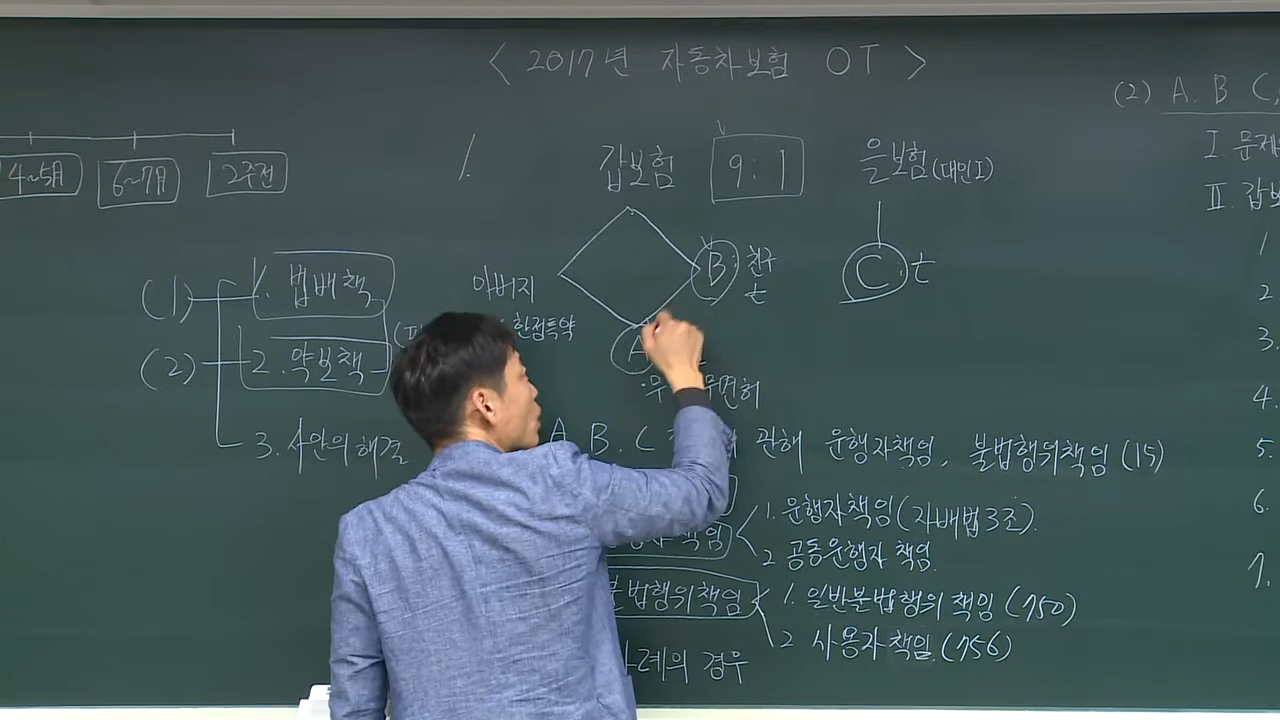 < 2017년 자동차보험 OT >
4~5月
6~7月
2주전
1.
갑보험
9:1
을보험(대인I)
아버지
B
친구
t
C
t
한정특약
A
무면허
(1)
1. 법배책
(2)
2. 약보책
3. 사안의해결
A B. C
관해 운행자책임, 불법행위책임 (15)
책임
1. 운행자책임(자배법3조).
2 공동운행자 책임.
불법행위책임
1. 일반불법행의 책임 (750)
2 사용자책임. (756)
사례의 경우
(2) A. B C,
I. 문제
II. 갑보
1.
2
3.
4.
5.
6.
7.